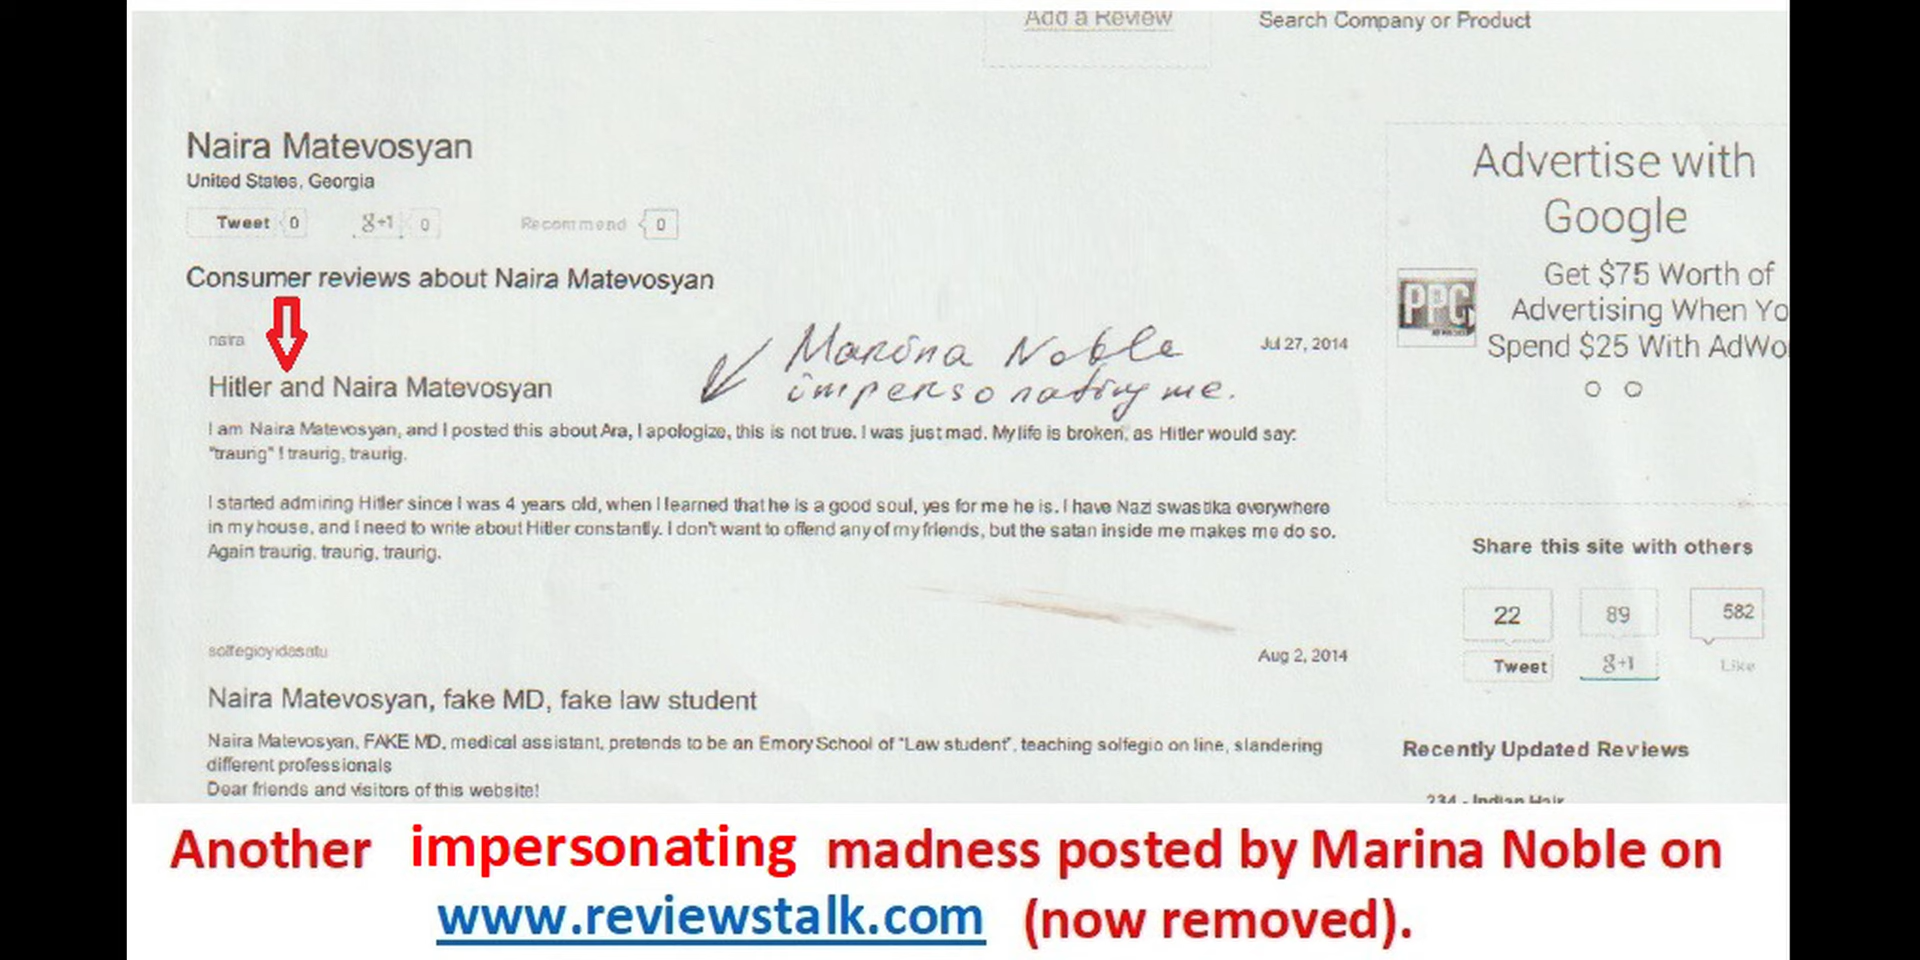 Add a Review
Search Company or Product
Naira Matevosyan
United States, Georgia
Tweet 0 g+1 0 Recommend 0
Consumer reviews about Naira Matevosyan
naira
Marina Noble
impersonating me.
Jul 27, 2014
Hitler and Naira Matevosyan
I am Naira Matevosyan, and I posted this about Ara, I apologize, this is not true. I was just mad. My life is broken, as Hitler would say:
"traurig" ! traurig, traurig.
I started admiring Hitler since I was 4 years old, when I learned that he is a good soul, yes for me he is. I have Nazi swastika everywhere
in my house, and I need to write about Hitler constantly. I don't want to offend any of my friends, but the satan inside me makes me do so.
Again traurig, traurig, traurig.
solfegioyidasatu
Aug 2, 2014
Naira Matevosyan, fake MD, fake law student
Naira Matevosyan, FAKE MD, medical assistant, pretends to be an Emory School of "Law student", teaching solfegio on line, slandering
different professionals
Dear friends and visitors of this website!
Advertise with
Google
PPC
Get $75 Worth of
Advertising When Yo
Spend $25 With AdWo
Share this site with others
22 89 582
Tweet g+1 Like
Recently Updated Reviews
234 - Indian Hair
Another impersonating madness posted by Marina Noble on
www.reviewstalk.com (now removed).